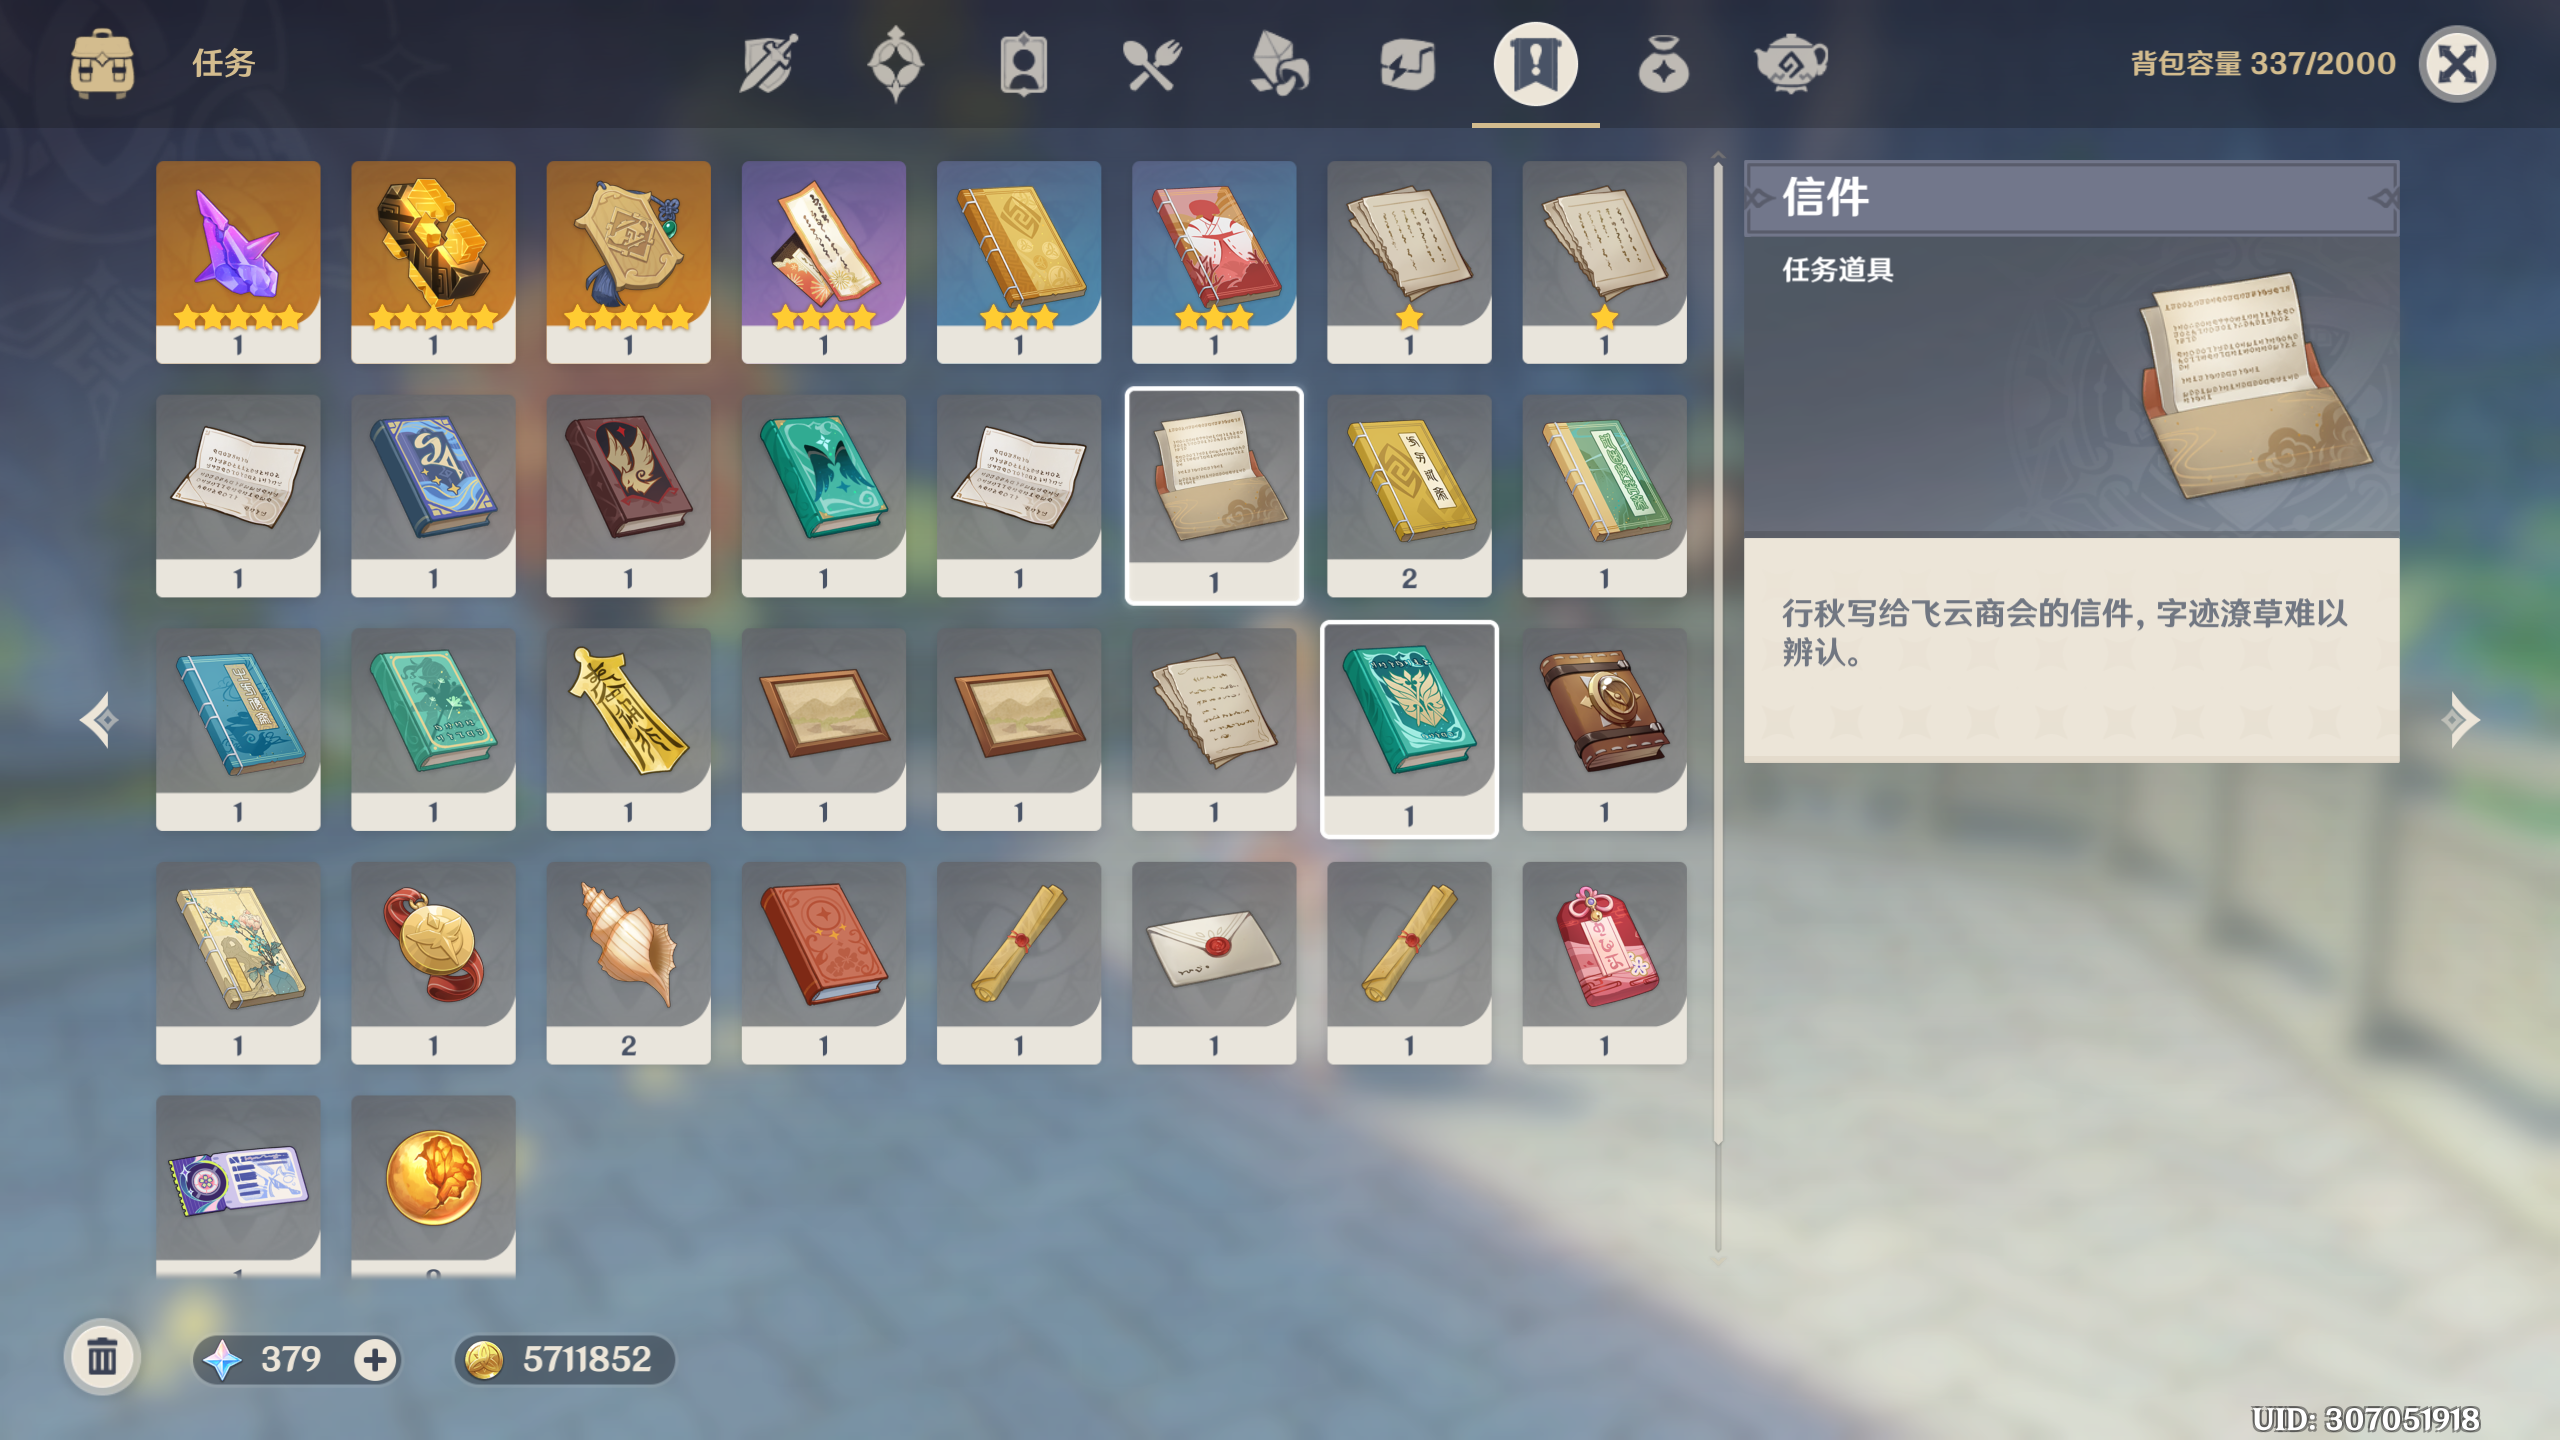 任务
背包容量 337/2000
信件
任务道具
行秋写给飞云商会的信件，字迹潦草难以
辨认。
1 1 1 1 1 1 1 1
1 1 1 1 1 1 2 1
1 1 1 1 1 1 1 1
1 1 2 1 1 1 1 1
379
5711852
UID: 307051918